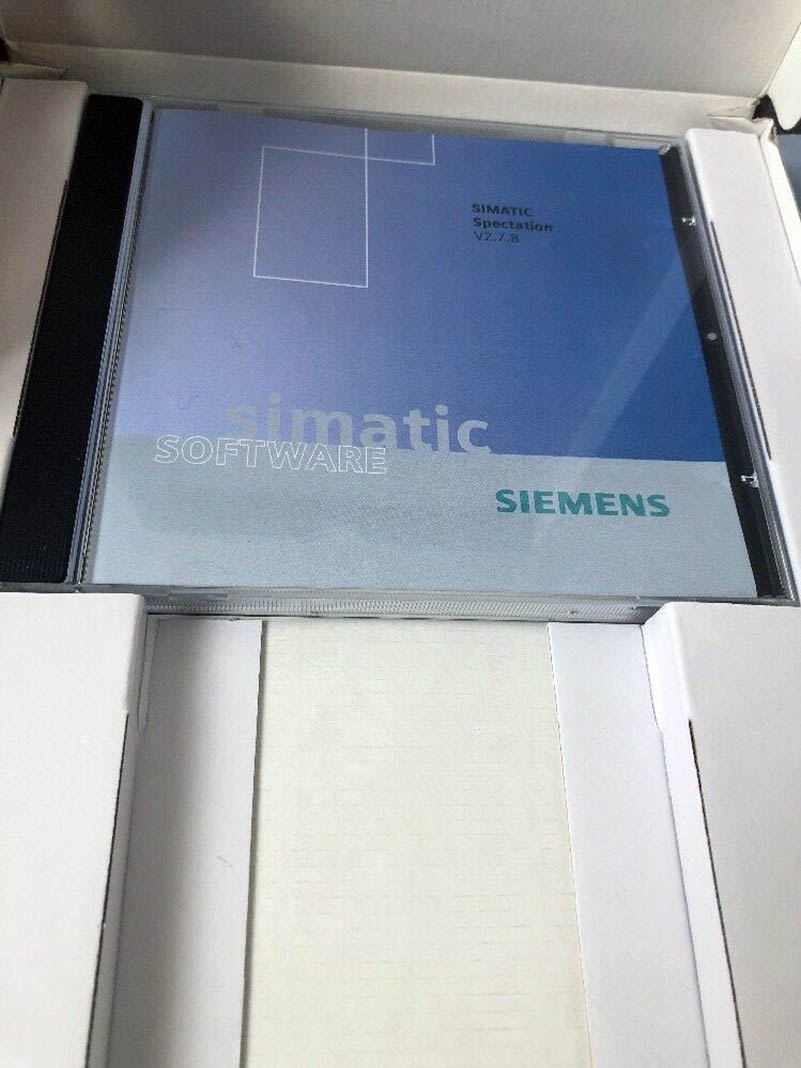 SIMATIC
Spectation
V2.7.8
simatic
SOFTWARE
SIEMENS